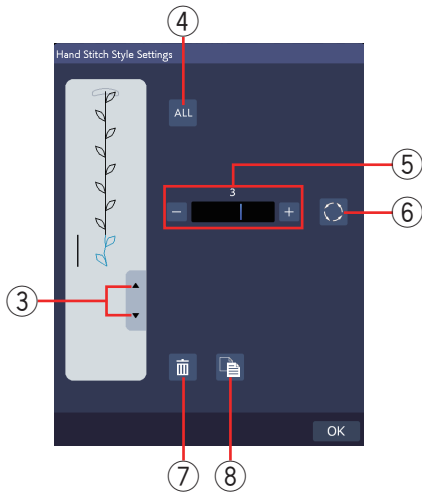 ④
Hand Stitch Style Settings
ALL
⑤
3
− +
⑥
③
⑦
⑧
OK